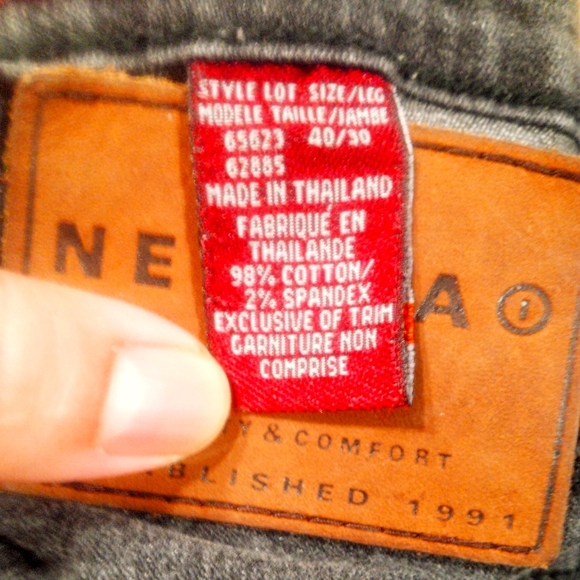 STYLE LOT SIZE/LEG
MODELE TAILLE/JAMBE
65623 40/30
62885
MADE IN THAILAND
FABRIQUÉ EN
THAILANDE
98% COTTON/
2% SPANDEX
EXCLUSIVE OF TRIM
GARNITURE NON
COMPRISE
NE A
Y & COMFORT
BLISHED 1991